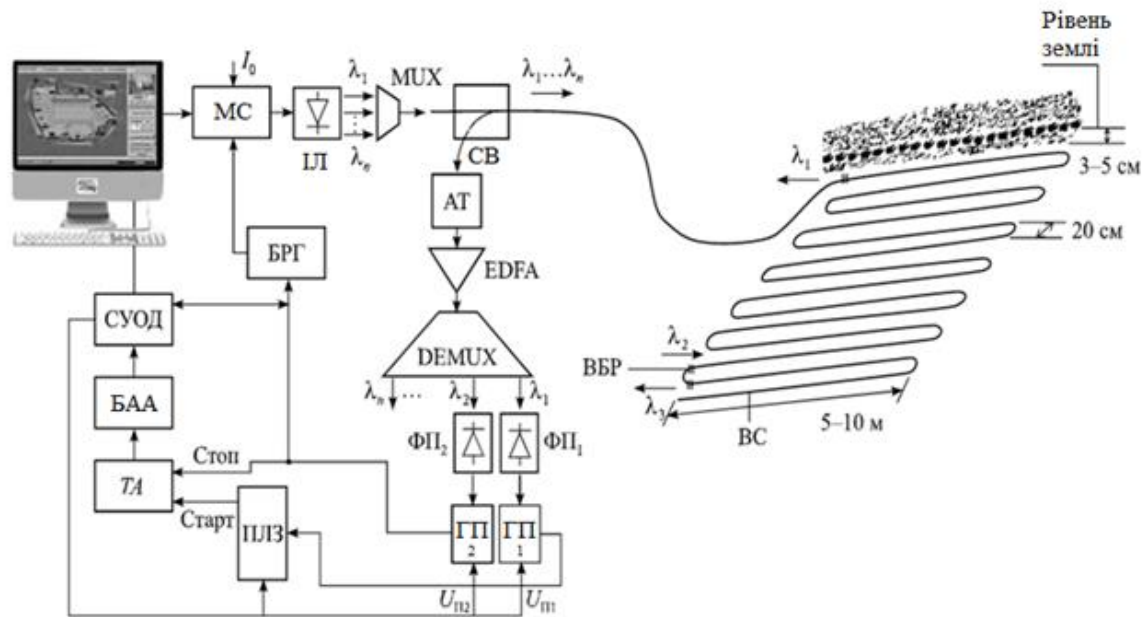 Рівень
землі
I₀
λ₁
MUX
λ₁...λₙ
МС
ІЛ
λₙ
СВ
λ₁
3–5 см
АТ
20 см
БРГ
EDFA
СУОД
DEMUX
λ₂
ВБР
λₙ ... λ₂ λ₁
λ₃
5–10 м
ВС
БАА
ФП₂
ФП₁
Стоп
ТА
Старт
ПЛЗ
ГП
2
ГП
1
Uп2
Uп1